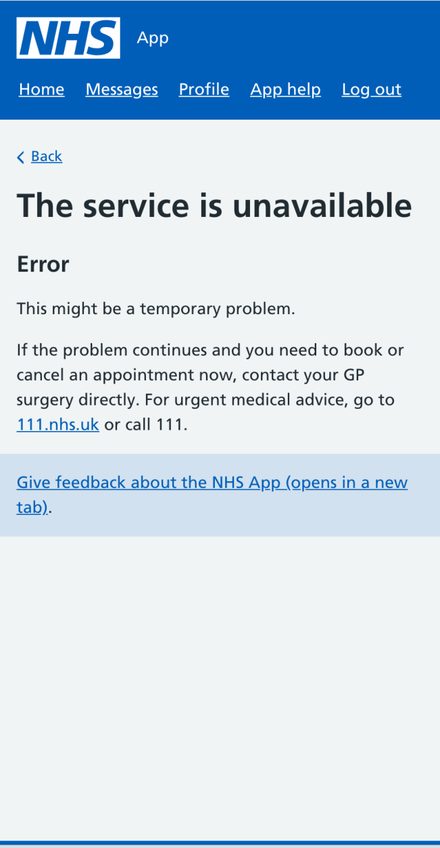 NHS App
Home Messages Profile App help Log out
Back
The service is unavailable
Error
This might be a temporary problem.
If the problem continues and you need to book or
cancel an appointment now, contact your GP
surgery directly. For urgent medical advice, go to
111.nhs.uk or call 111.
Give feedback about the NHS App (opens in a new
tab).